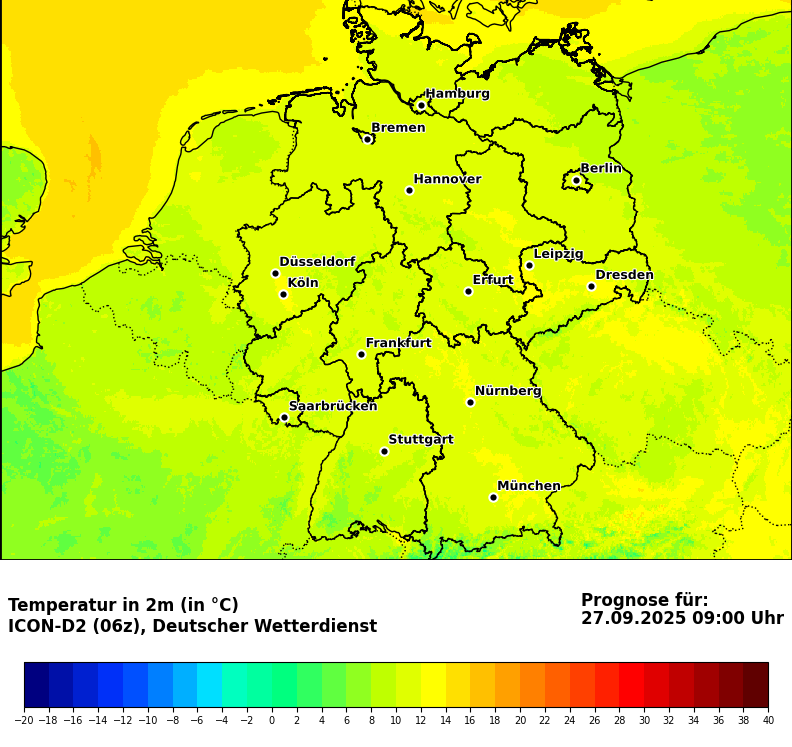 Hamburg
Bremen
Berlin
Hannover
Leipzig
Düsseldorf
Dresden
Köln
Erfurt
Frankfurt
Nürnberg
Saarbrücken
Stuttgart
München
Temperatur in 2m (in °C)
ICON-D2 (06z), Deutscher Wetterdienst
Prognose für:
27.09.2025 09:00 Uhr
−20 −18 −16 −14 −12 −10 −8 −6 −4 −2 0 2 4 6 8 10 12 14 16 18 20 22 24 26 28 30 32 34 36 38 40